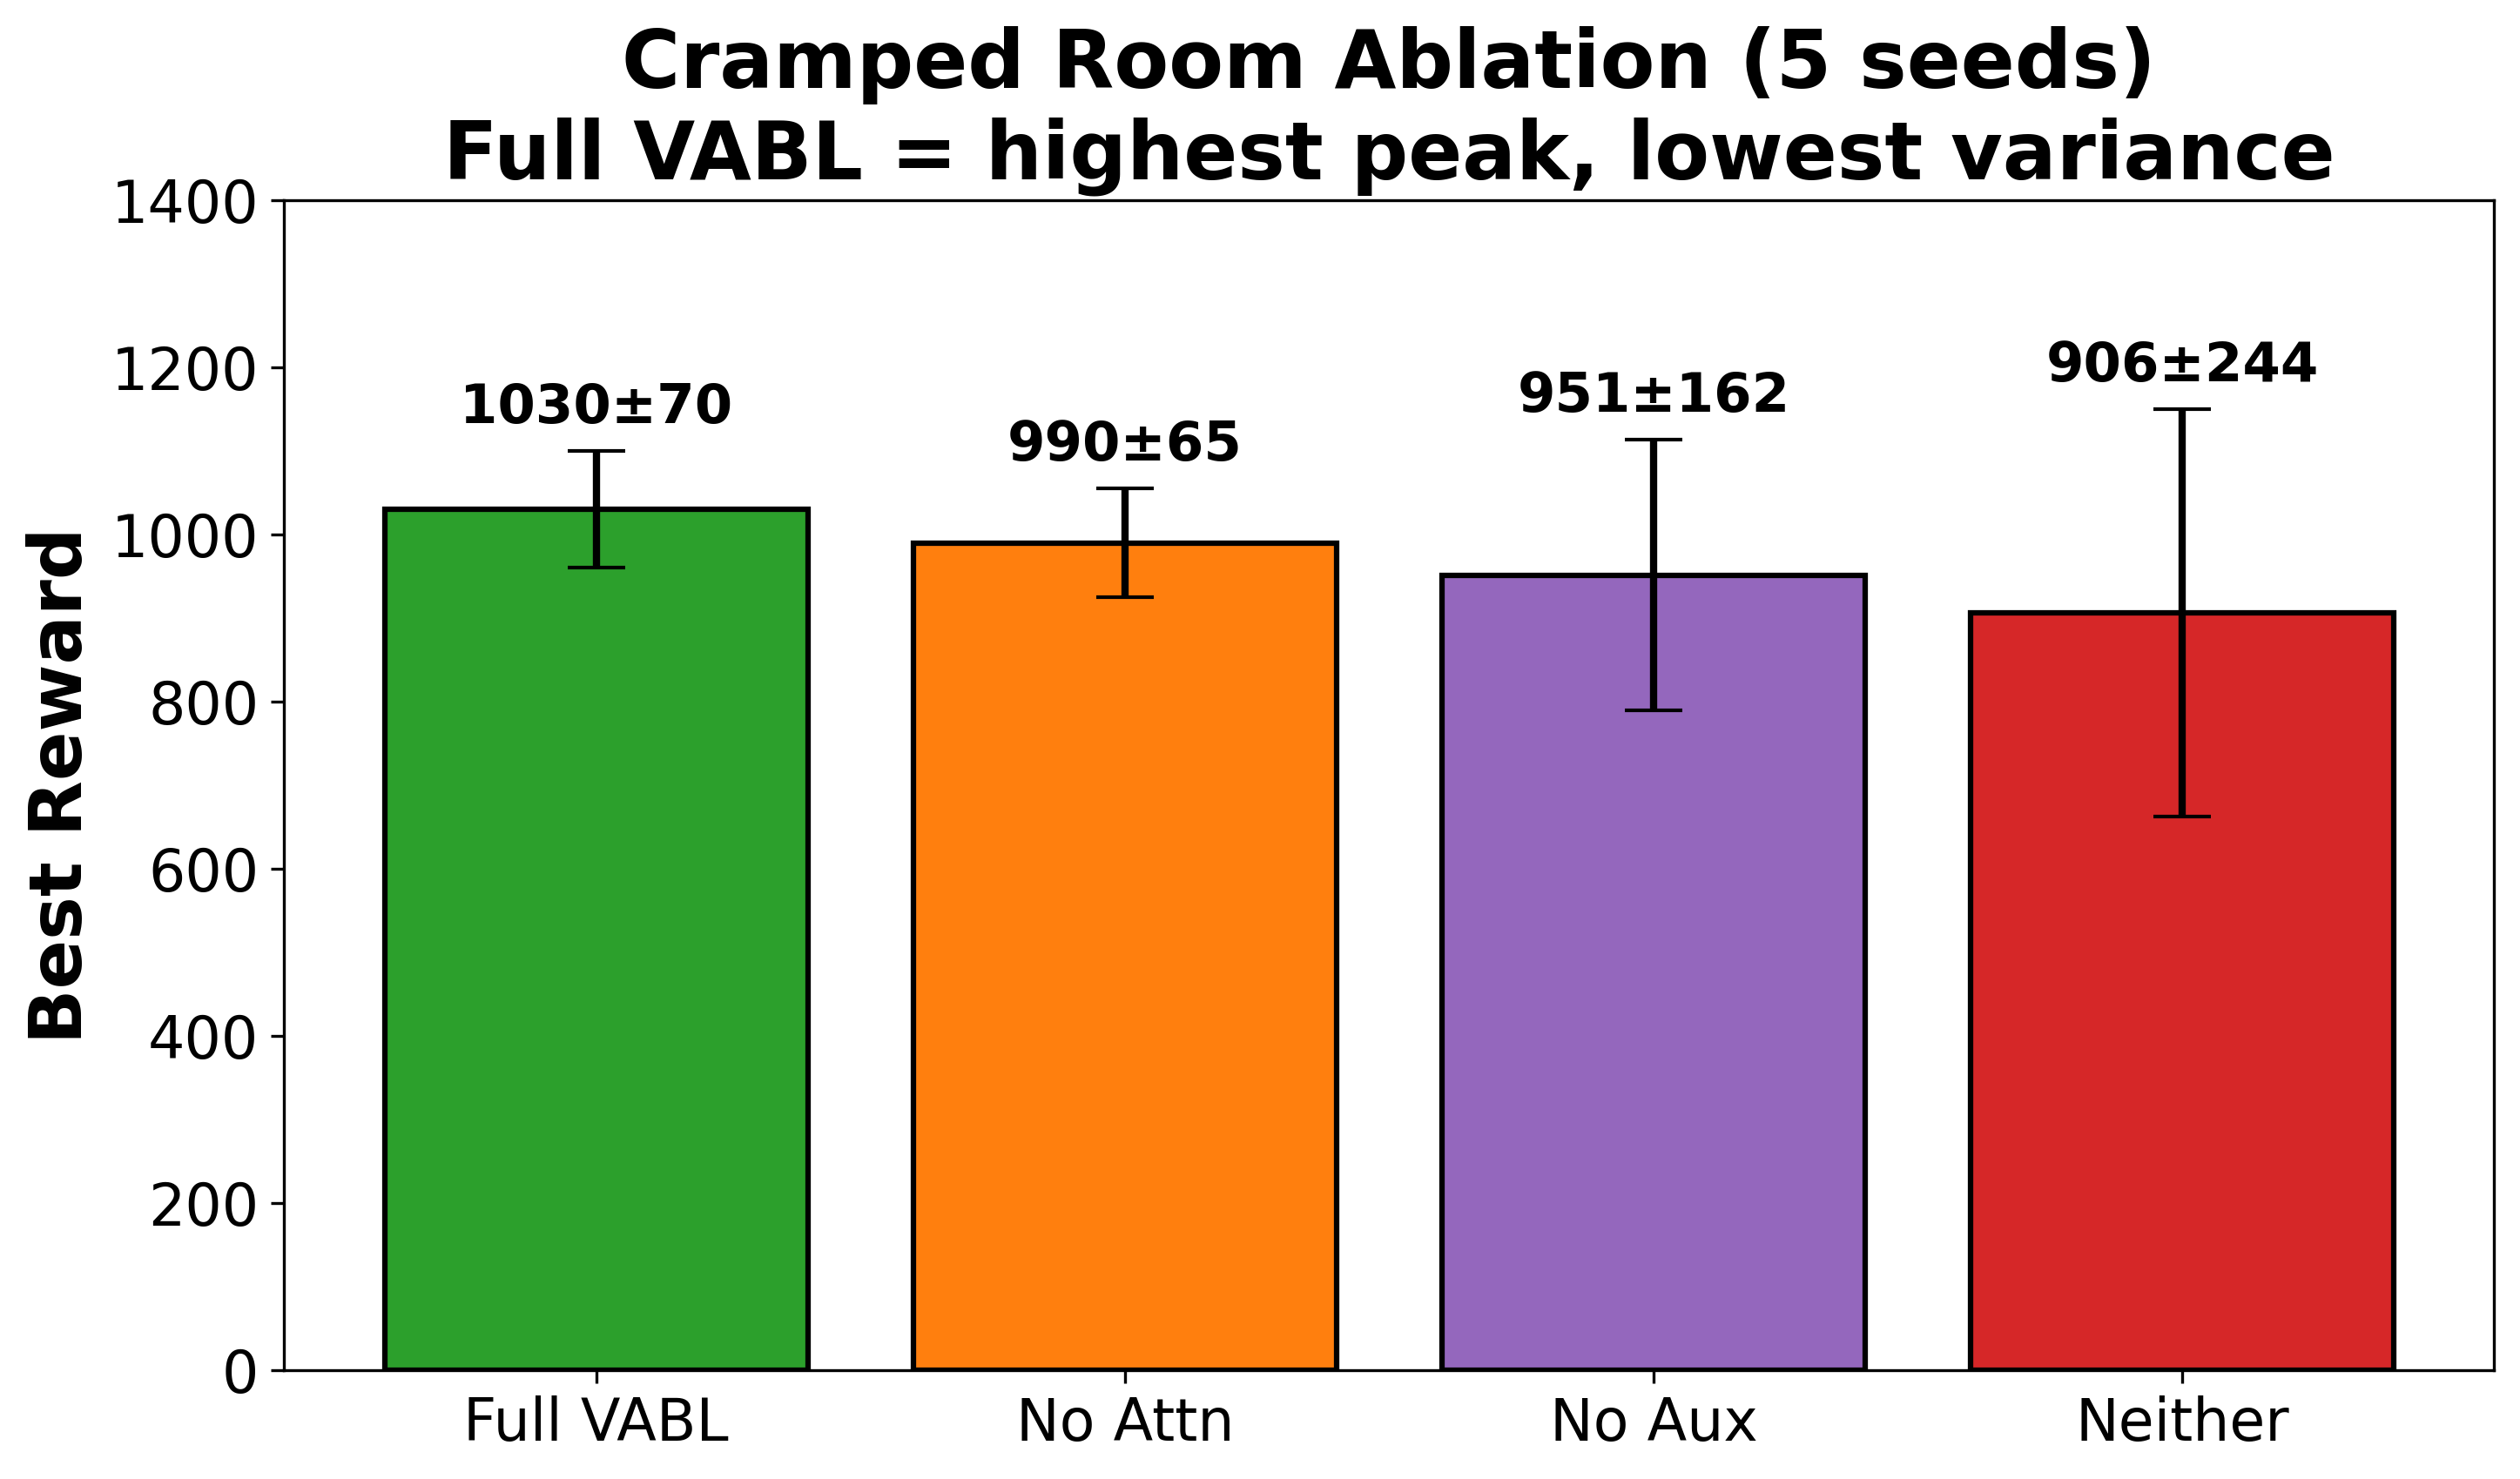 Cramped Room Ablation (5 seeds)
Full VABL = highest peak, lowest variance
1400
1200
1000
800
600
400
200
0
Best Reward
1030±70
990±65
951±162
906±244
Full VABL
No Attn
No Aux
Neither